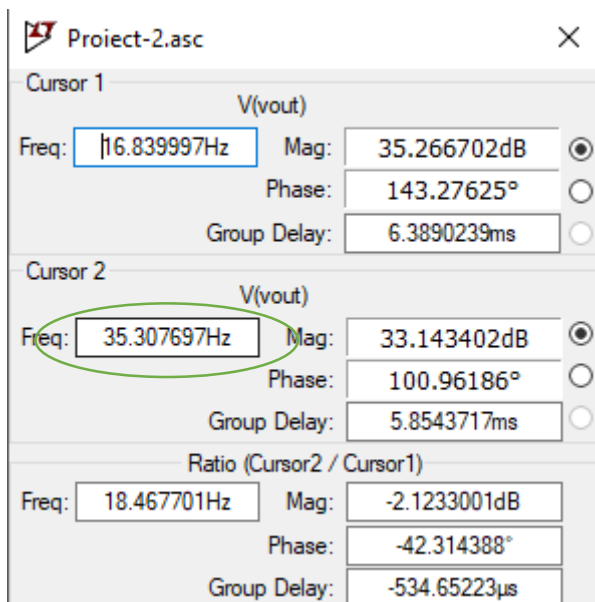 Proiect-2.asc
Cursor 1
V(vout)
Freq: 16.839997Hz Mag: 35.266702dB
Phase: 143.27625°
Group Delay: 6.3890239ms
Cursor 2
V(vout)
Freq: 35.307697Hz Mag: 33.143402dB
Phase: 100.96186°
Group Delay: 5.8543717ms
Ratio (Cursor2 / Cursor1)
Freq: 18.467701Hz Mag: -2.1233001dB
Phase: -42.314388°
Group Delay: -534.65223µs